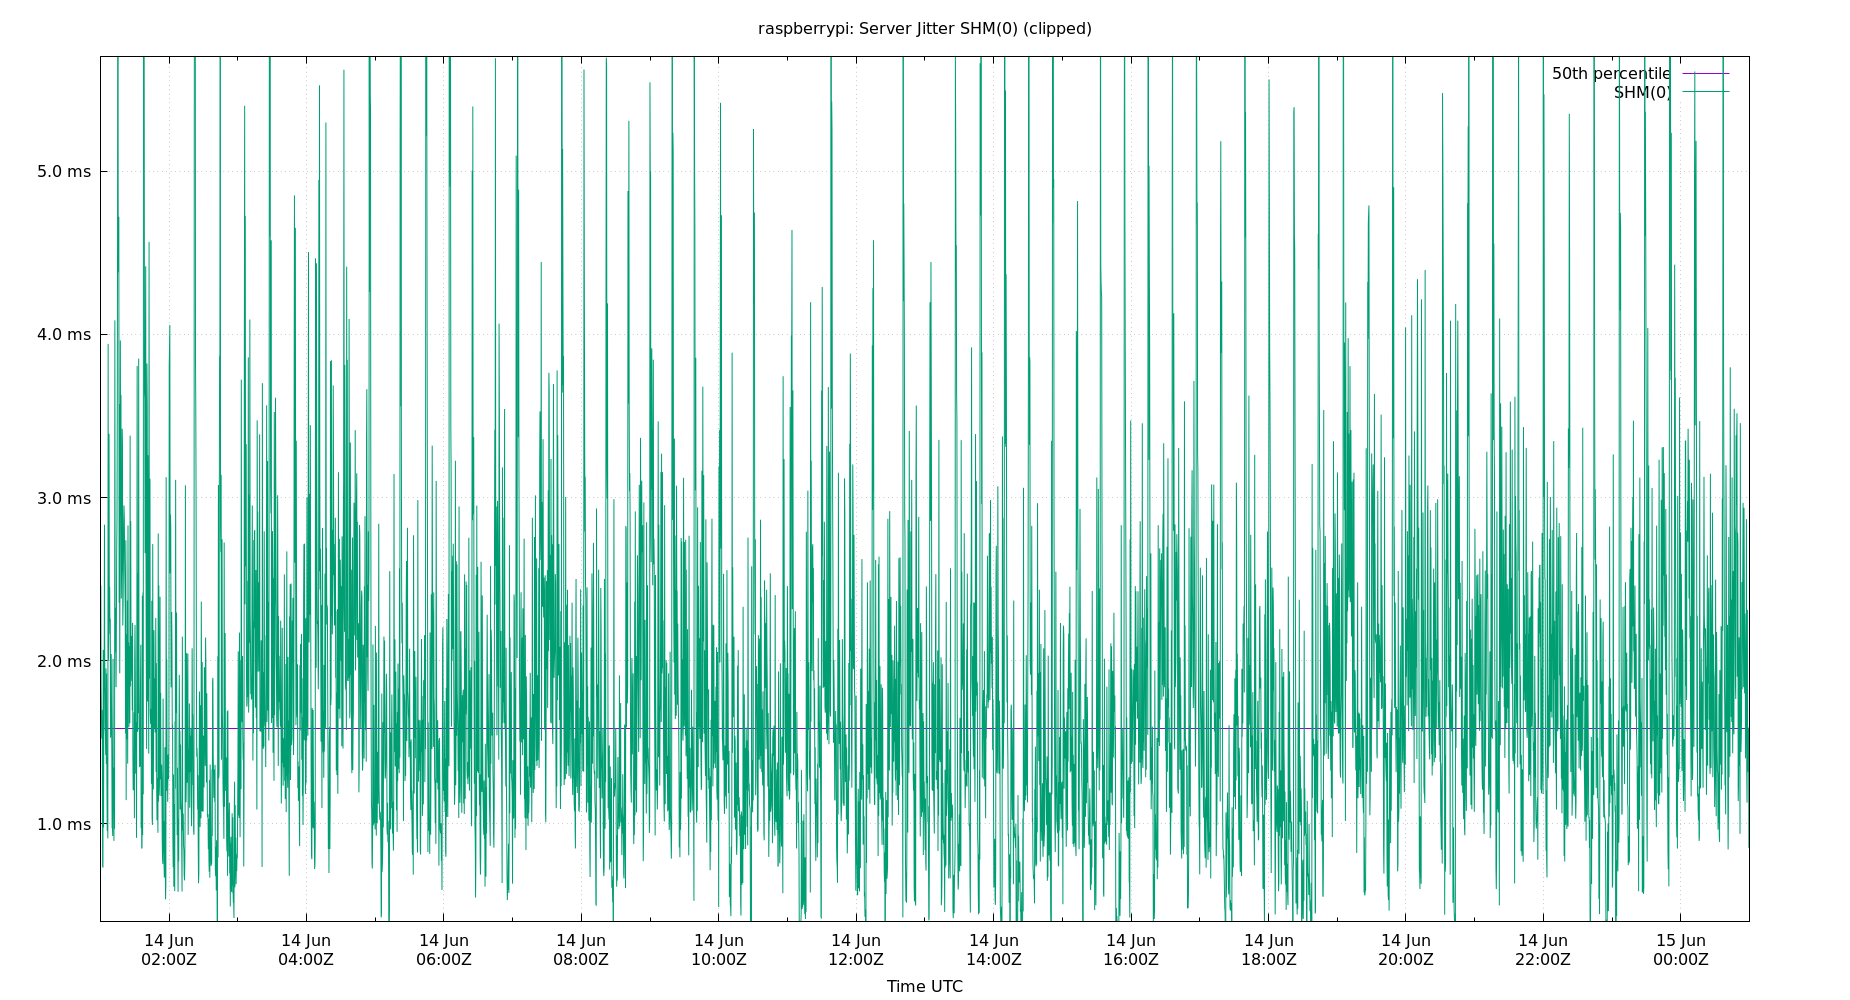 raspberrypi: Server Jitter SHM(0) (clipped)
50th percentile
SHM(0)
5.0 ms
4.0 ms
3.0 ms
2.0 ms
1.0 ms
14 Jun 14 Jun 14 Jun 14 Jun 14 Jun 14 Jun 14 Jun 14 Jun 14 Jun 14 Jun 14 Jun 15 Jun
02:00Z 04:00Z 06:00Z 08:00Z 10:00Z 12:00Z 14:00Z 16:00Z 18:00Z 20:00Z 22:00Z 00:00Z
Time UTC